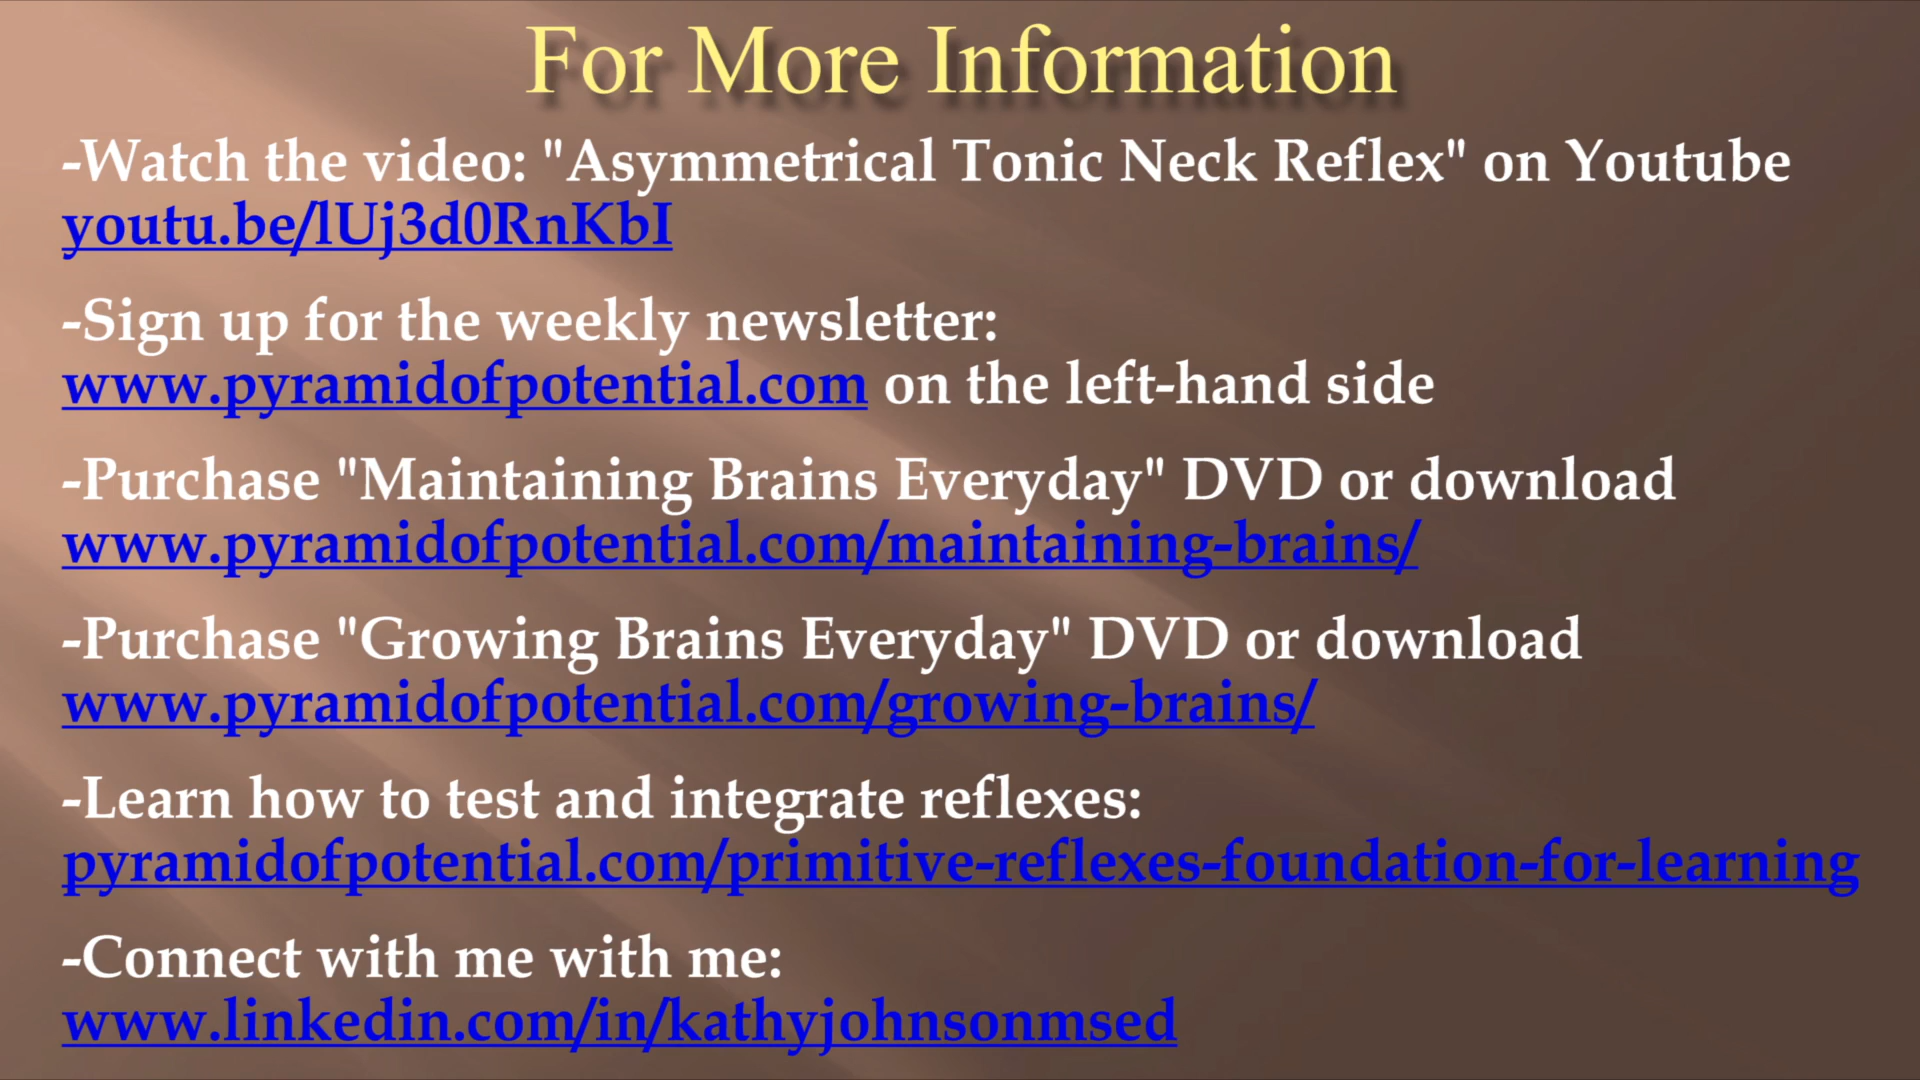 For More Information
-Watch the video: "Asymmetrical Tonic Neck Reflex" on Youtube
youtu.be/lUj3d0RnKbI
-Sign up for the weekly newsletter:
www.pyramidofpotential.com on the left-hand side
-Purchase "Maintaining Brains Everyday" DVD or download
www.pyramidofpotential.com/maintaining-brains/
-Purchase "Growing Brains Everyday" DVD or download
www.pyramidofpotential.com/growing-brains/
-Learn how to test and integrate reflexes:
pyramidofpotential.com/primitive-reflexes-foundation-for-learning
-Connect with me with me:
www.linkedin.com/in/kathyjohnsonmsed